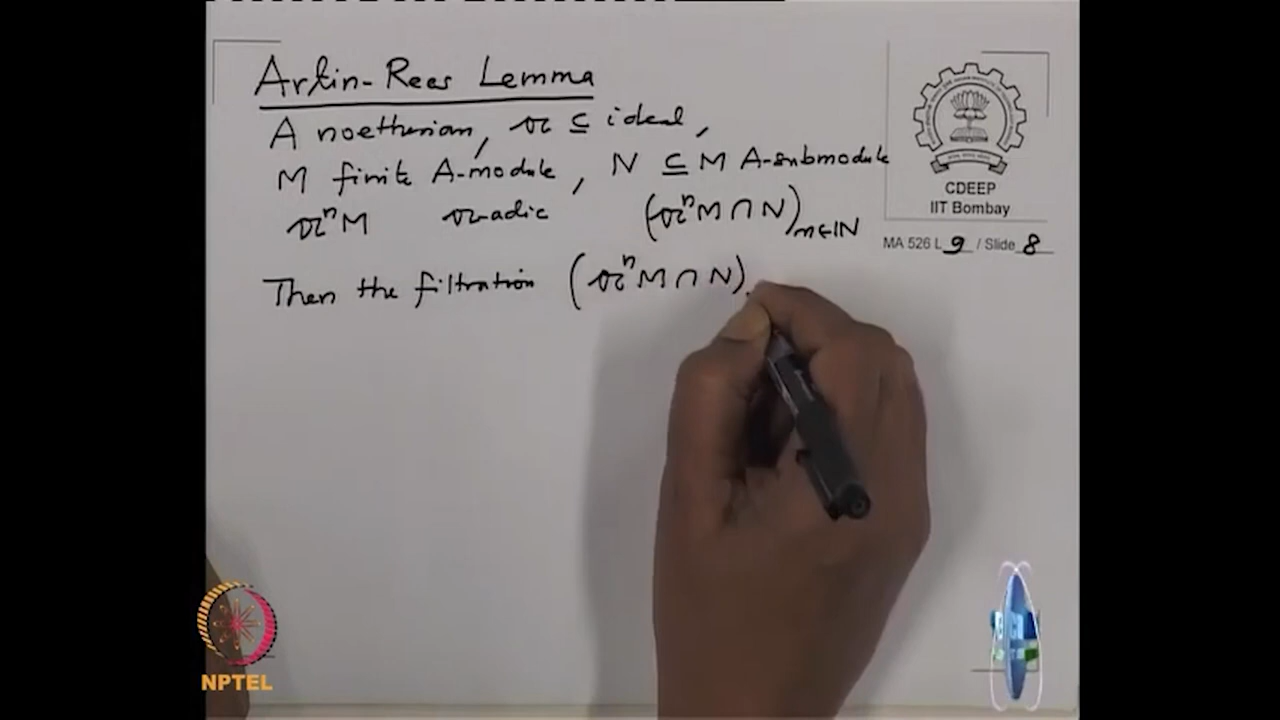 Artin-Rees Lemma
A noetherian, 𝔞 ⊆ ideal,
M finite A-module, N ⊆ M A-submodule
𝔞ⁿM 𝔞-adic (𝔞ⁿM ∩ N)ₙ∈ℕ
Then the filtration (𝔞ⁿM ∩ N)
CDEEP
IIT Bombay
MA 526 L 9 / Slide 8
NPTEL